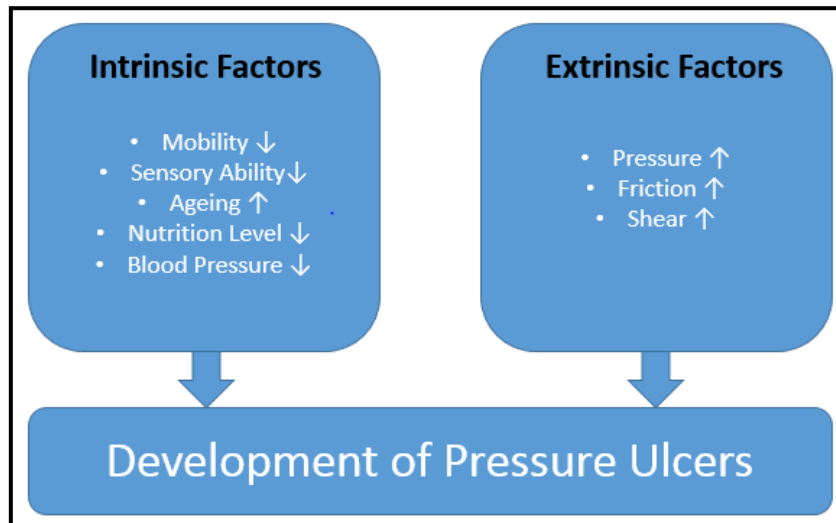 Intrinsic Factors
• Mobility ↓
• Sensory Ability↓
• Ageing ↑
• Nutrition Level ↓
• Blood Pressure ↓
Extrinsic Factors
• Pressure ↑
• Friction ↑
• Shear ↑
Development of Pressure Ulcers